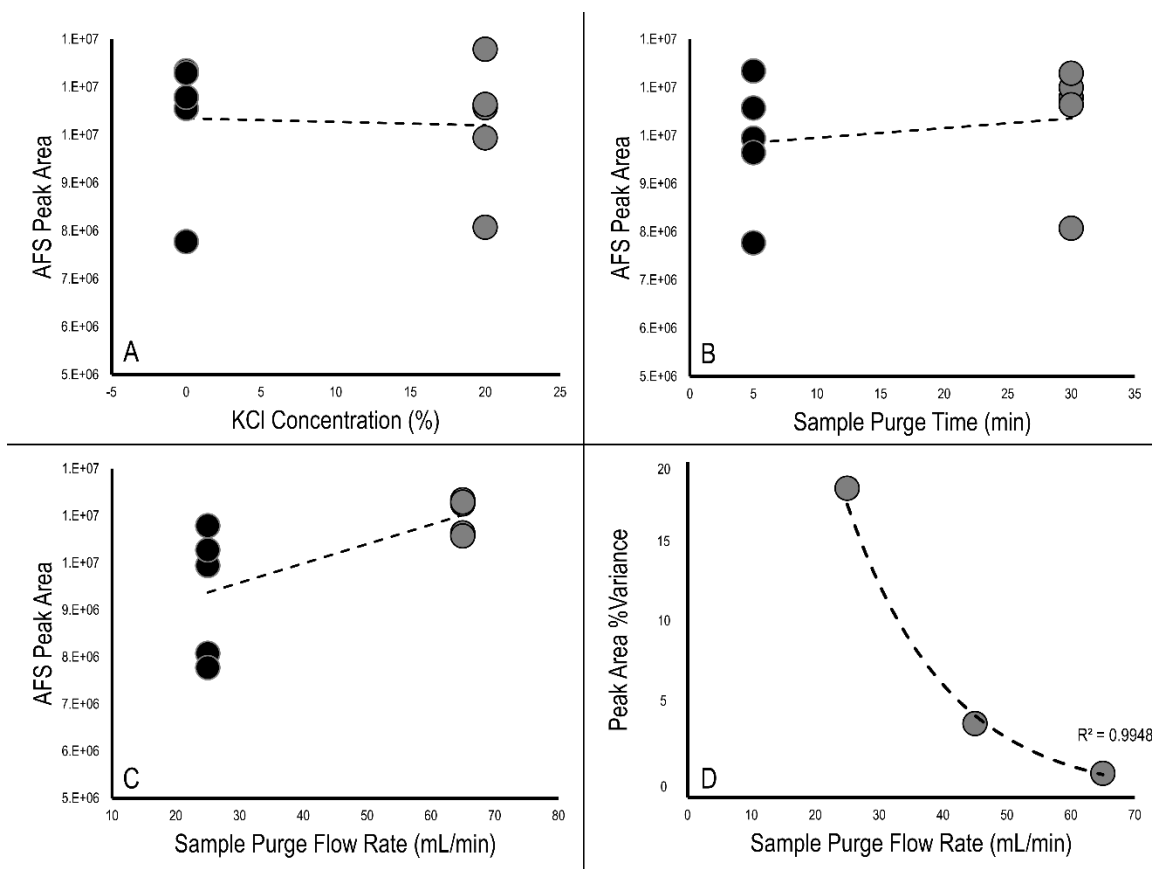 1.E+07
1.E+07
1.E+07
9.E+06
8.E+06
7.E+06
6.E+06
5.E+06
AFS Peak Area
A
-5 0 5 10 15 20 25
KCl Concentration (%)
1.E+07
1.E+07
1.E+07
9.E+06
8.E+06
7.E+06
6.E+06
5.E+06
AFS Peak Area
B
0 5 10 15 20 25 30 35
Sample Purge Time (min)
1.E+07
1.E+07
1.E+07
9.E+06
8.E+06
7.E+06
6.E+06
5.E+06
AFS Peak Area
C
10 20 30 40 50 60 70 80
Sample Purge Flow Rate (mL/min)
20
15
10
5
0
Peak Area %Variance
R² = 0.9948
D
0 10 20 30 40 50 60 70
Sample Purge Flow Rate (mL/min)